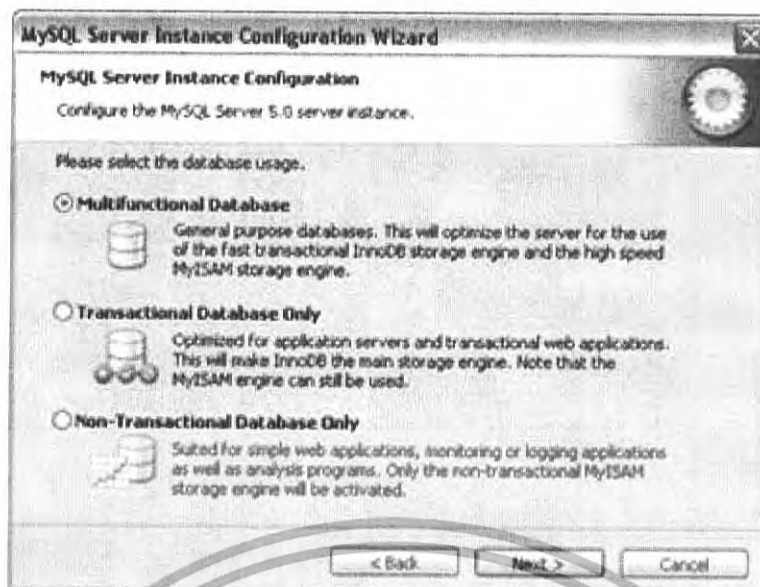 MySQL Server Instance Configuration Wizard
MySQL Server Instance Configuration
Configure the MySQL Server 5.0 server instance.
Please select the database usage.
Multifunctional Database
General purpose databases. This will optimize the server for the use
of the fast transactional InnoDB storage engine and the high speed
MyISAM storage engine.
Transactional Database Only
Optimized for application servers and transactional web applications.
This will make InnoDB the main storage engine. Note that the
MyISAM engine can still be used.
Non-Transactional Database Only
Suited for simple web applications, monitoring or logging applications
as well as analysis programs. Only the non-transactional MyISAM
storage engine will be activated.
< Back
Next >
Cancel